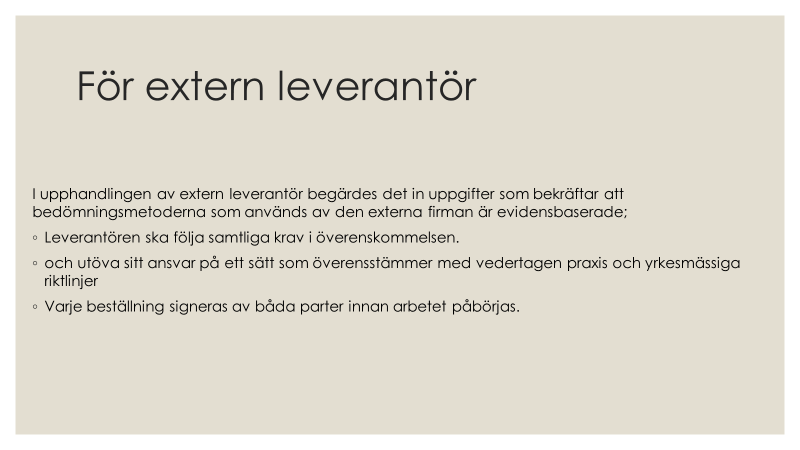 För extern leverantör
I upphandlingen av extern leverantör begärdes det in uppgifter som bekräftar att
bedömningsmetoderna som används av den externa firman är evidensbaserade;
◦ Leverantören ska följa samtliga krav i överenskommelsen.
◦ och utöva sitt ansvar på ett sätt som överensstämmer med vedertagen praxis och yrkesmässiga
riktlinjer
◦ Varje beställning signeras av båda parter innan arbetet påbörjas.